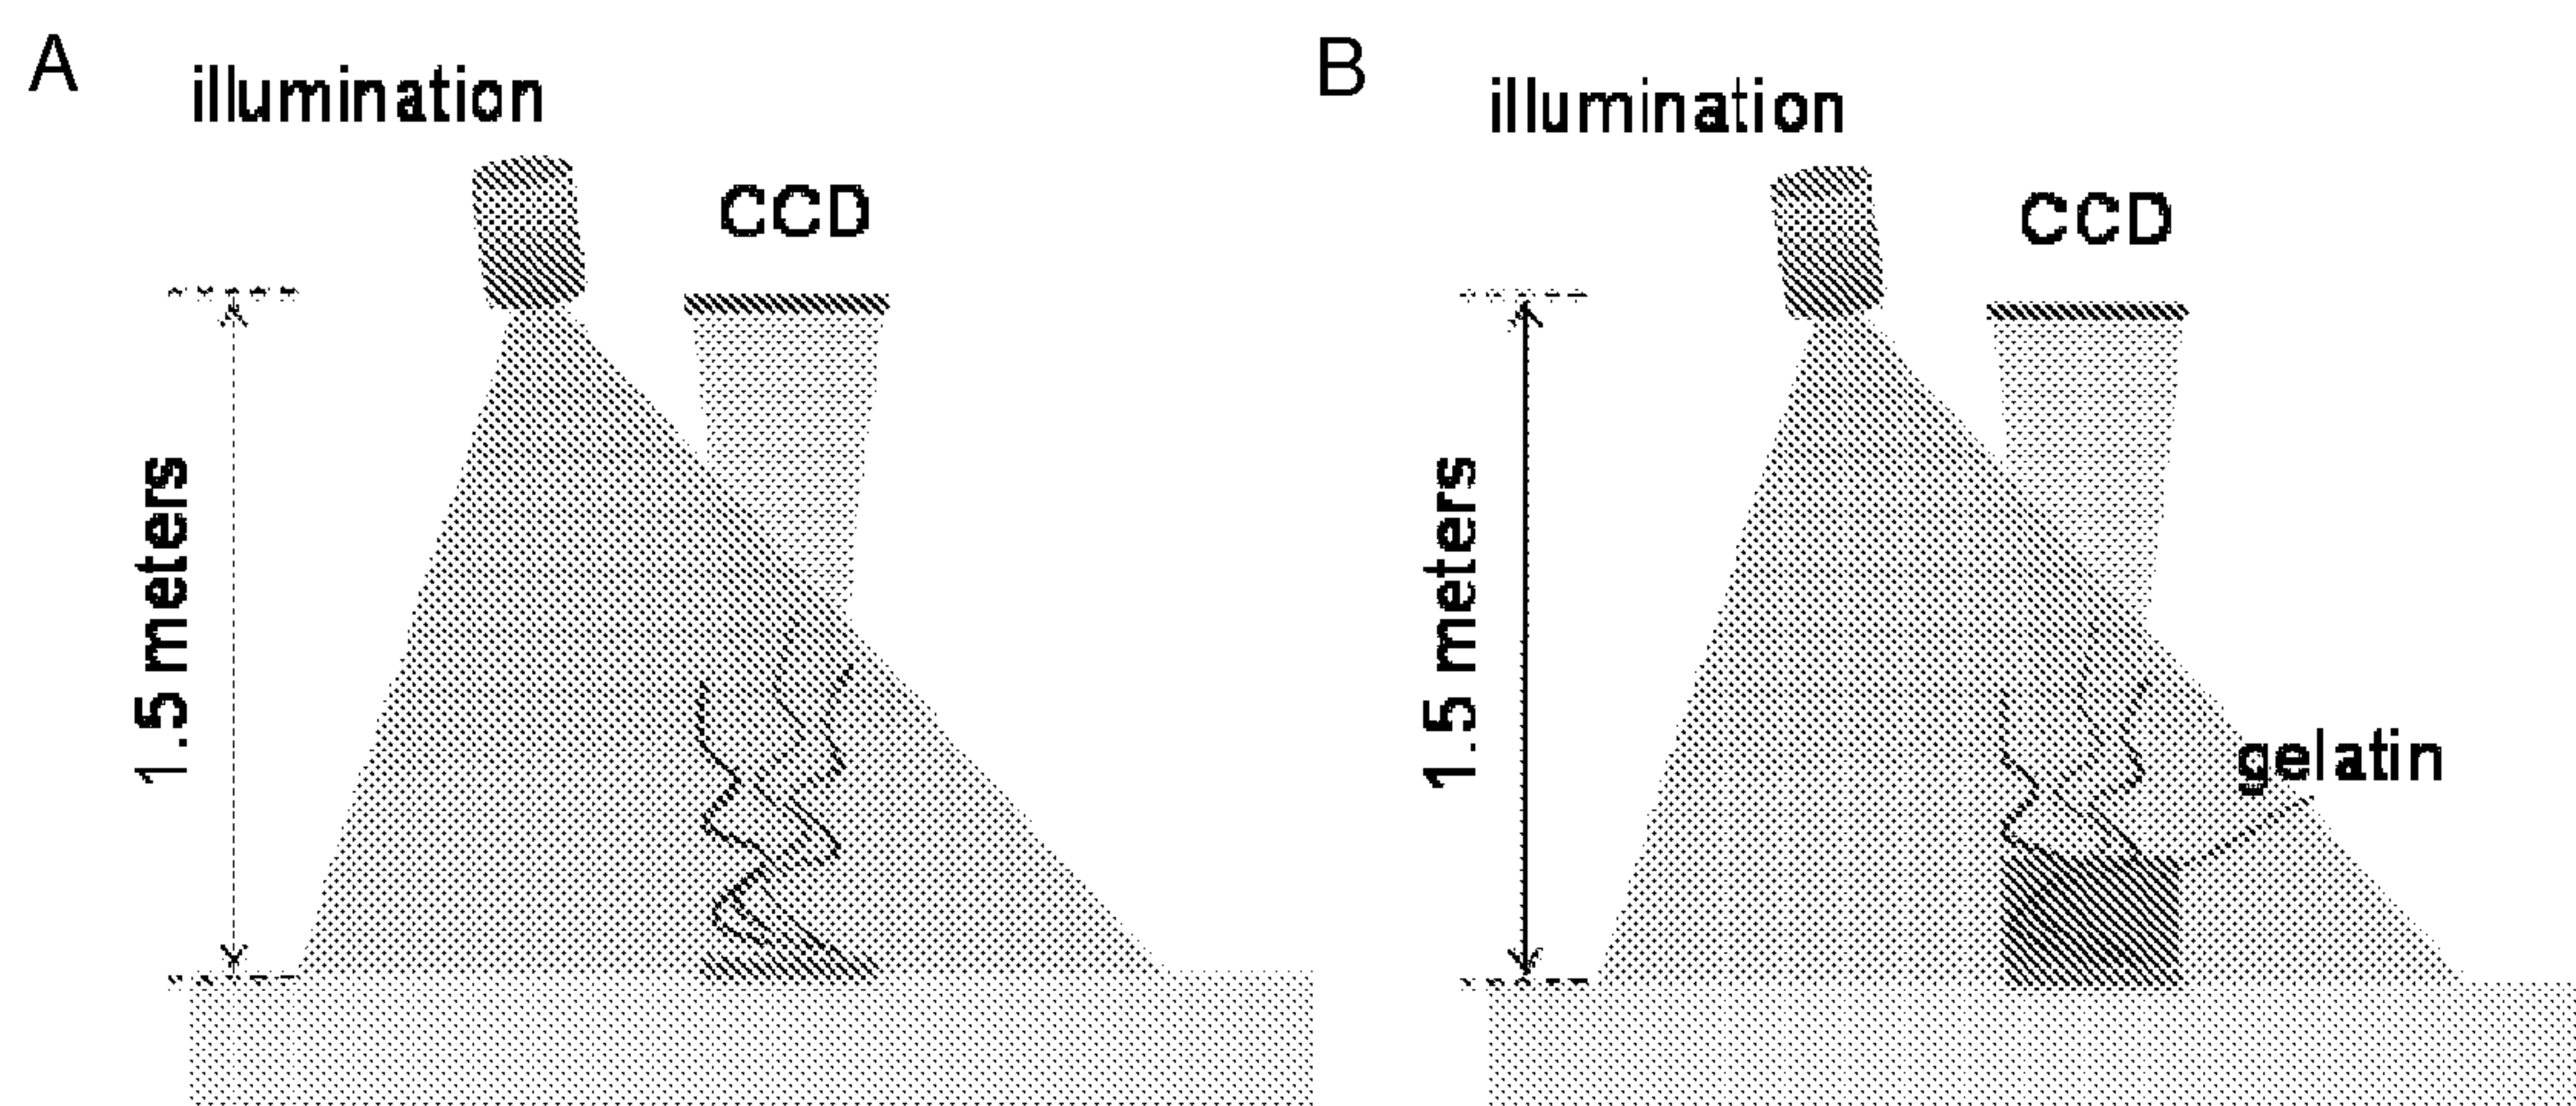 A
illumination
CCD
1.5 meters
B
illumination
CCD
1.5 meters
gelatin